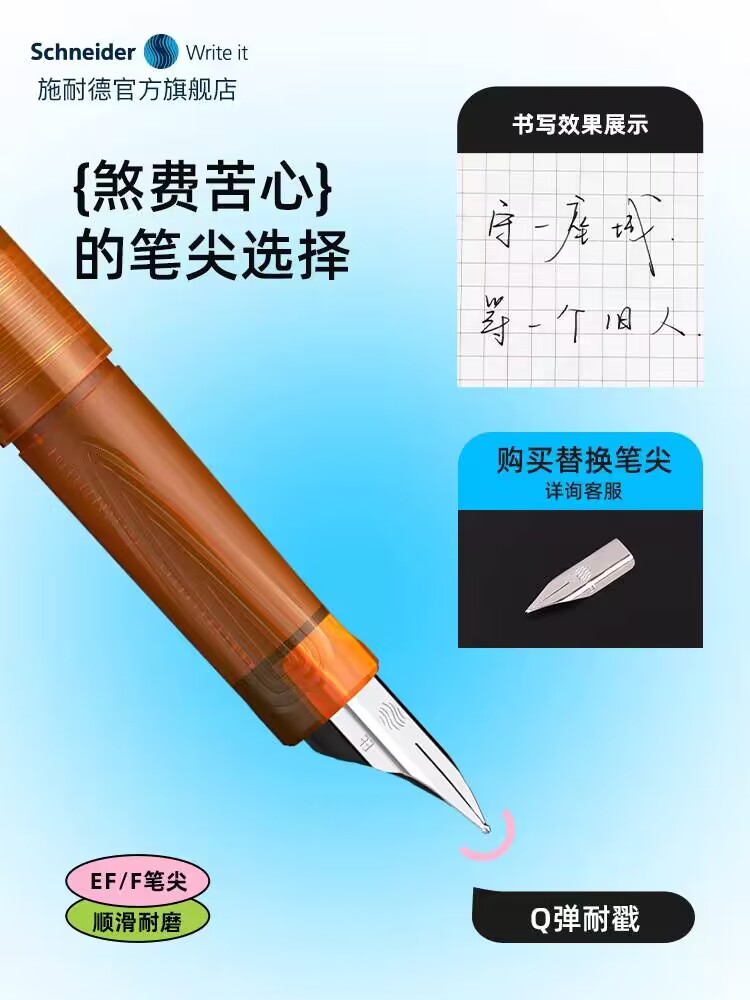 Schneider Write it
施耐德官方旗舰店
{煞费苦心}
的笔尖选择
书写效果展示
守一座城.
等一个旧人.
购买替换笔尖
详询客服
EF/F笔尖
顺滑耐磨
Q弹耐戳